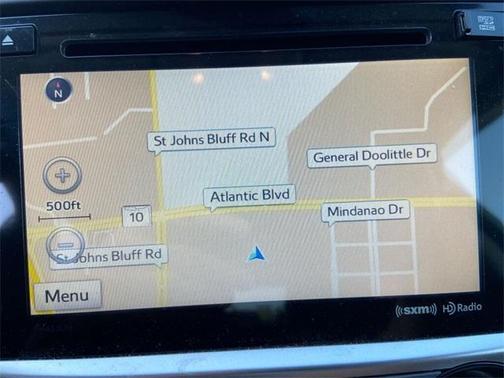 N
St Johns Bluff Rd N
General Doolittle Dr
500ft
Atlantic Blvd
10
Mindanao Dr
St Johns Bluff Rd
Menu
((sxm)) HD Radio